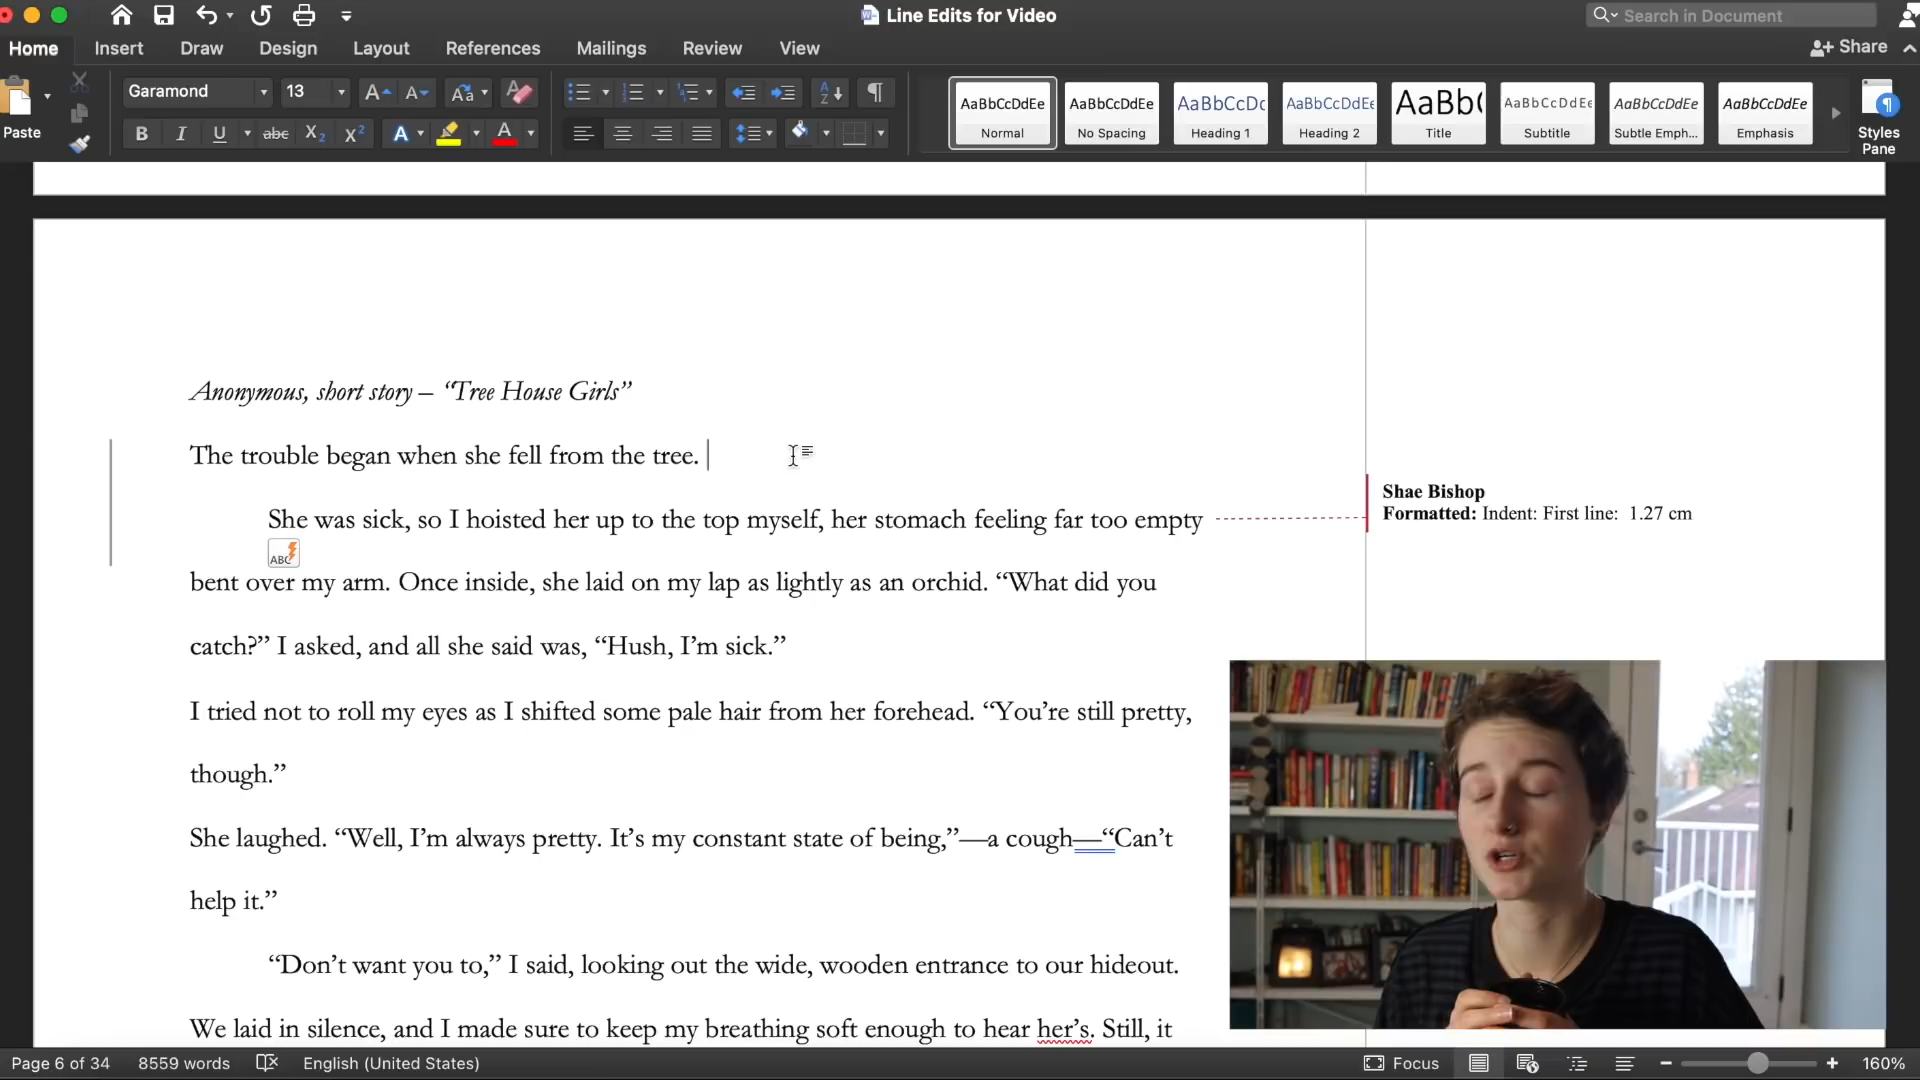 Line Edits for Video
Search in Document
Home Insert Draw Design Layout References Mailings Review View
Share
Garamond 13
Paste
AaBbCcDdEe AaBbCcDdEe AaBbCcDc AaBbCcDdEe AaBb( AaBbCcDdEe AaBbCcDdEe AaBbCcDdEe
Normal No Spacing Heading 1 Heading 2 Title Subtitle Subtle Emph... Emphasis
Styles
Pane
Anonymous, short story – “Tree House Girls”
The trouble began when she fell from the tree.
She was sick, so I hoisted her up to the top myself, her stomach feeling far too empty
bent over my arm. Once inside, she laid on my lap as lightly as an orchid. “What did you
catch?” I asked, and all she said was, “Hush, I’m sick.”
I tried not to roll my eyes as I shifted some pale hair from her forehead. “You’re still pretty,
though.”
She laughed. “Well, I’m always pretty. It’s my constant state of being,”—a cough—“Can’t
help it.”
“Don’t want you to,” I said, looking out the wide, wooden entrance to our hideout.
We laid in silence, and I made sure to keep my breathing soft enough to hear her’s. Still, it
Shae Bishop
Formatted: Indent: First line: 1.27 cm
Page 6 of 34 8559 words English (United States) Focus 160%